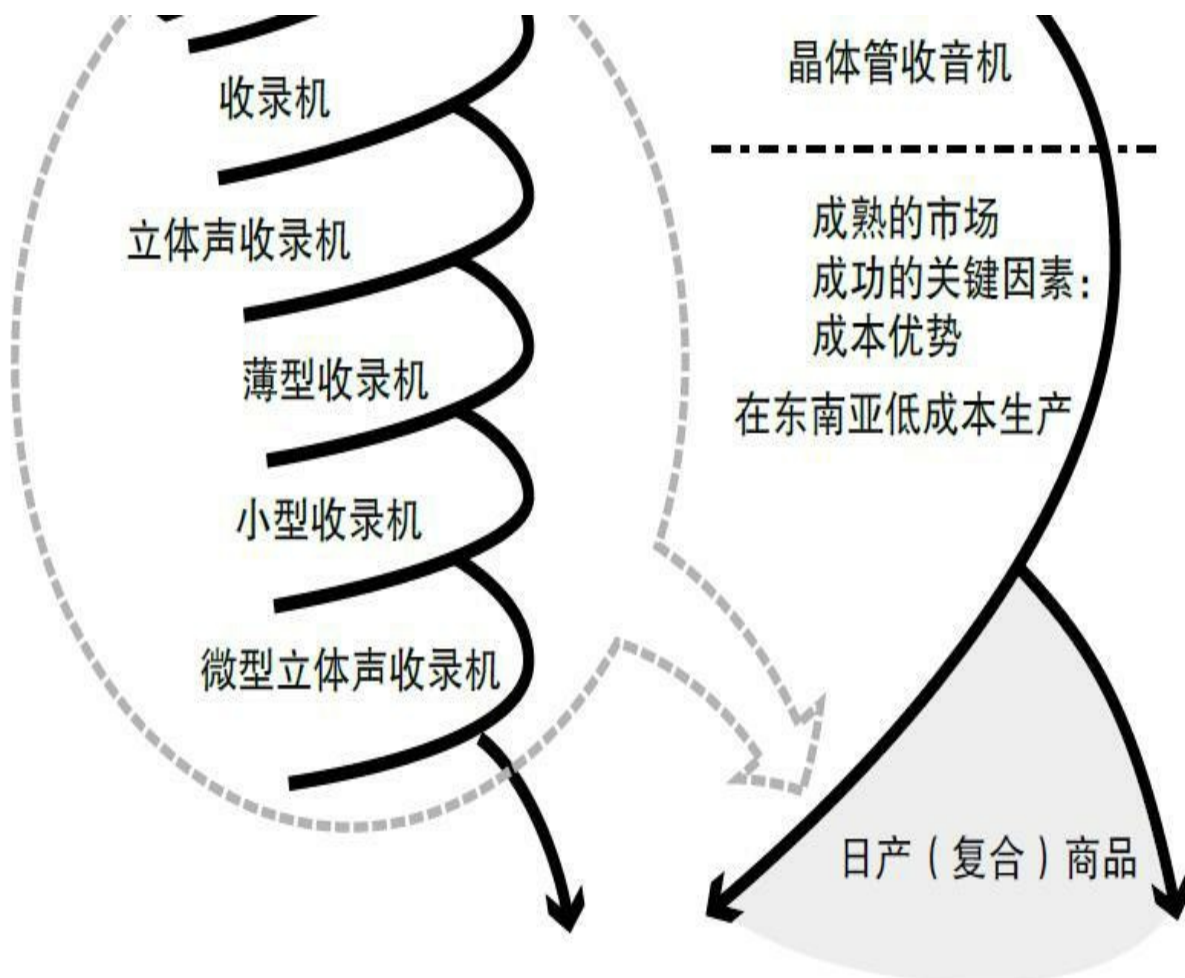 收录机
立体声收录机
薄型收录机
小型收录机
微型立体声收录机
晶体管收音机
成熟的市场
成功的关键因素：
成本优势
在东南亚低成本生产
日产（复合）商品